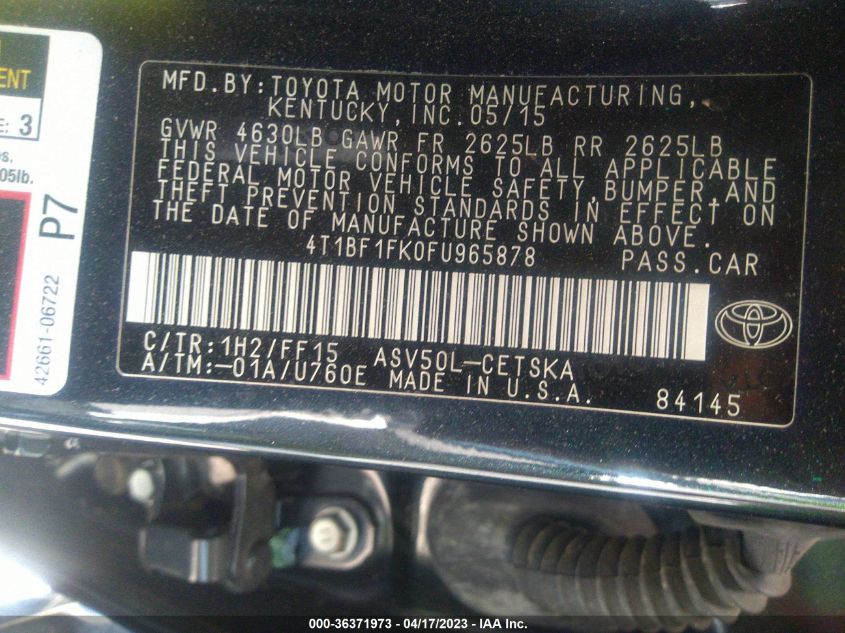 ENT
E: 3
s.
05lb.
P7
42661-06722
MFD.BY:TOYOTA MOTOR MANUFACTURING,
KENTUCKY,INC.05/15
GVWR 4630LB GAWR FR 2625LB RR 2625LB
THIS VEHICLE CONFORMS TO ALL APPLICABLE
FEDERAL MOTOR VEHICLE SAFETY,BUMPER,AND
THEFT PREVENTION STANDARDS IN EFFECT ON
THE DATE OF MANUFACTURE SHOWN ABOVE.
4T1BF1FK0FU965878 PASS.CAR
C/TR:1H2/FF15 ASV50L-CETSKA
A/TM:-01A/U760E MADE IN U.S.A. 84145
000-36371973 - 04/17/2023 - IAA Inc.